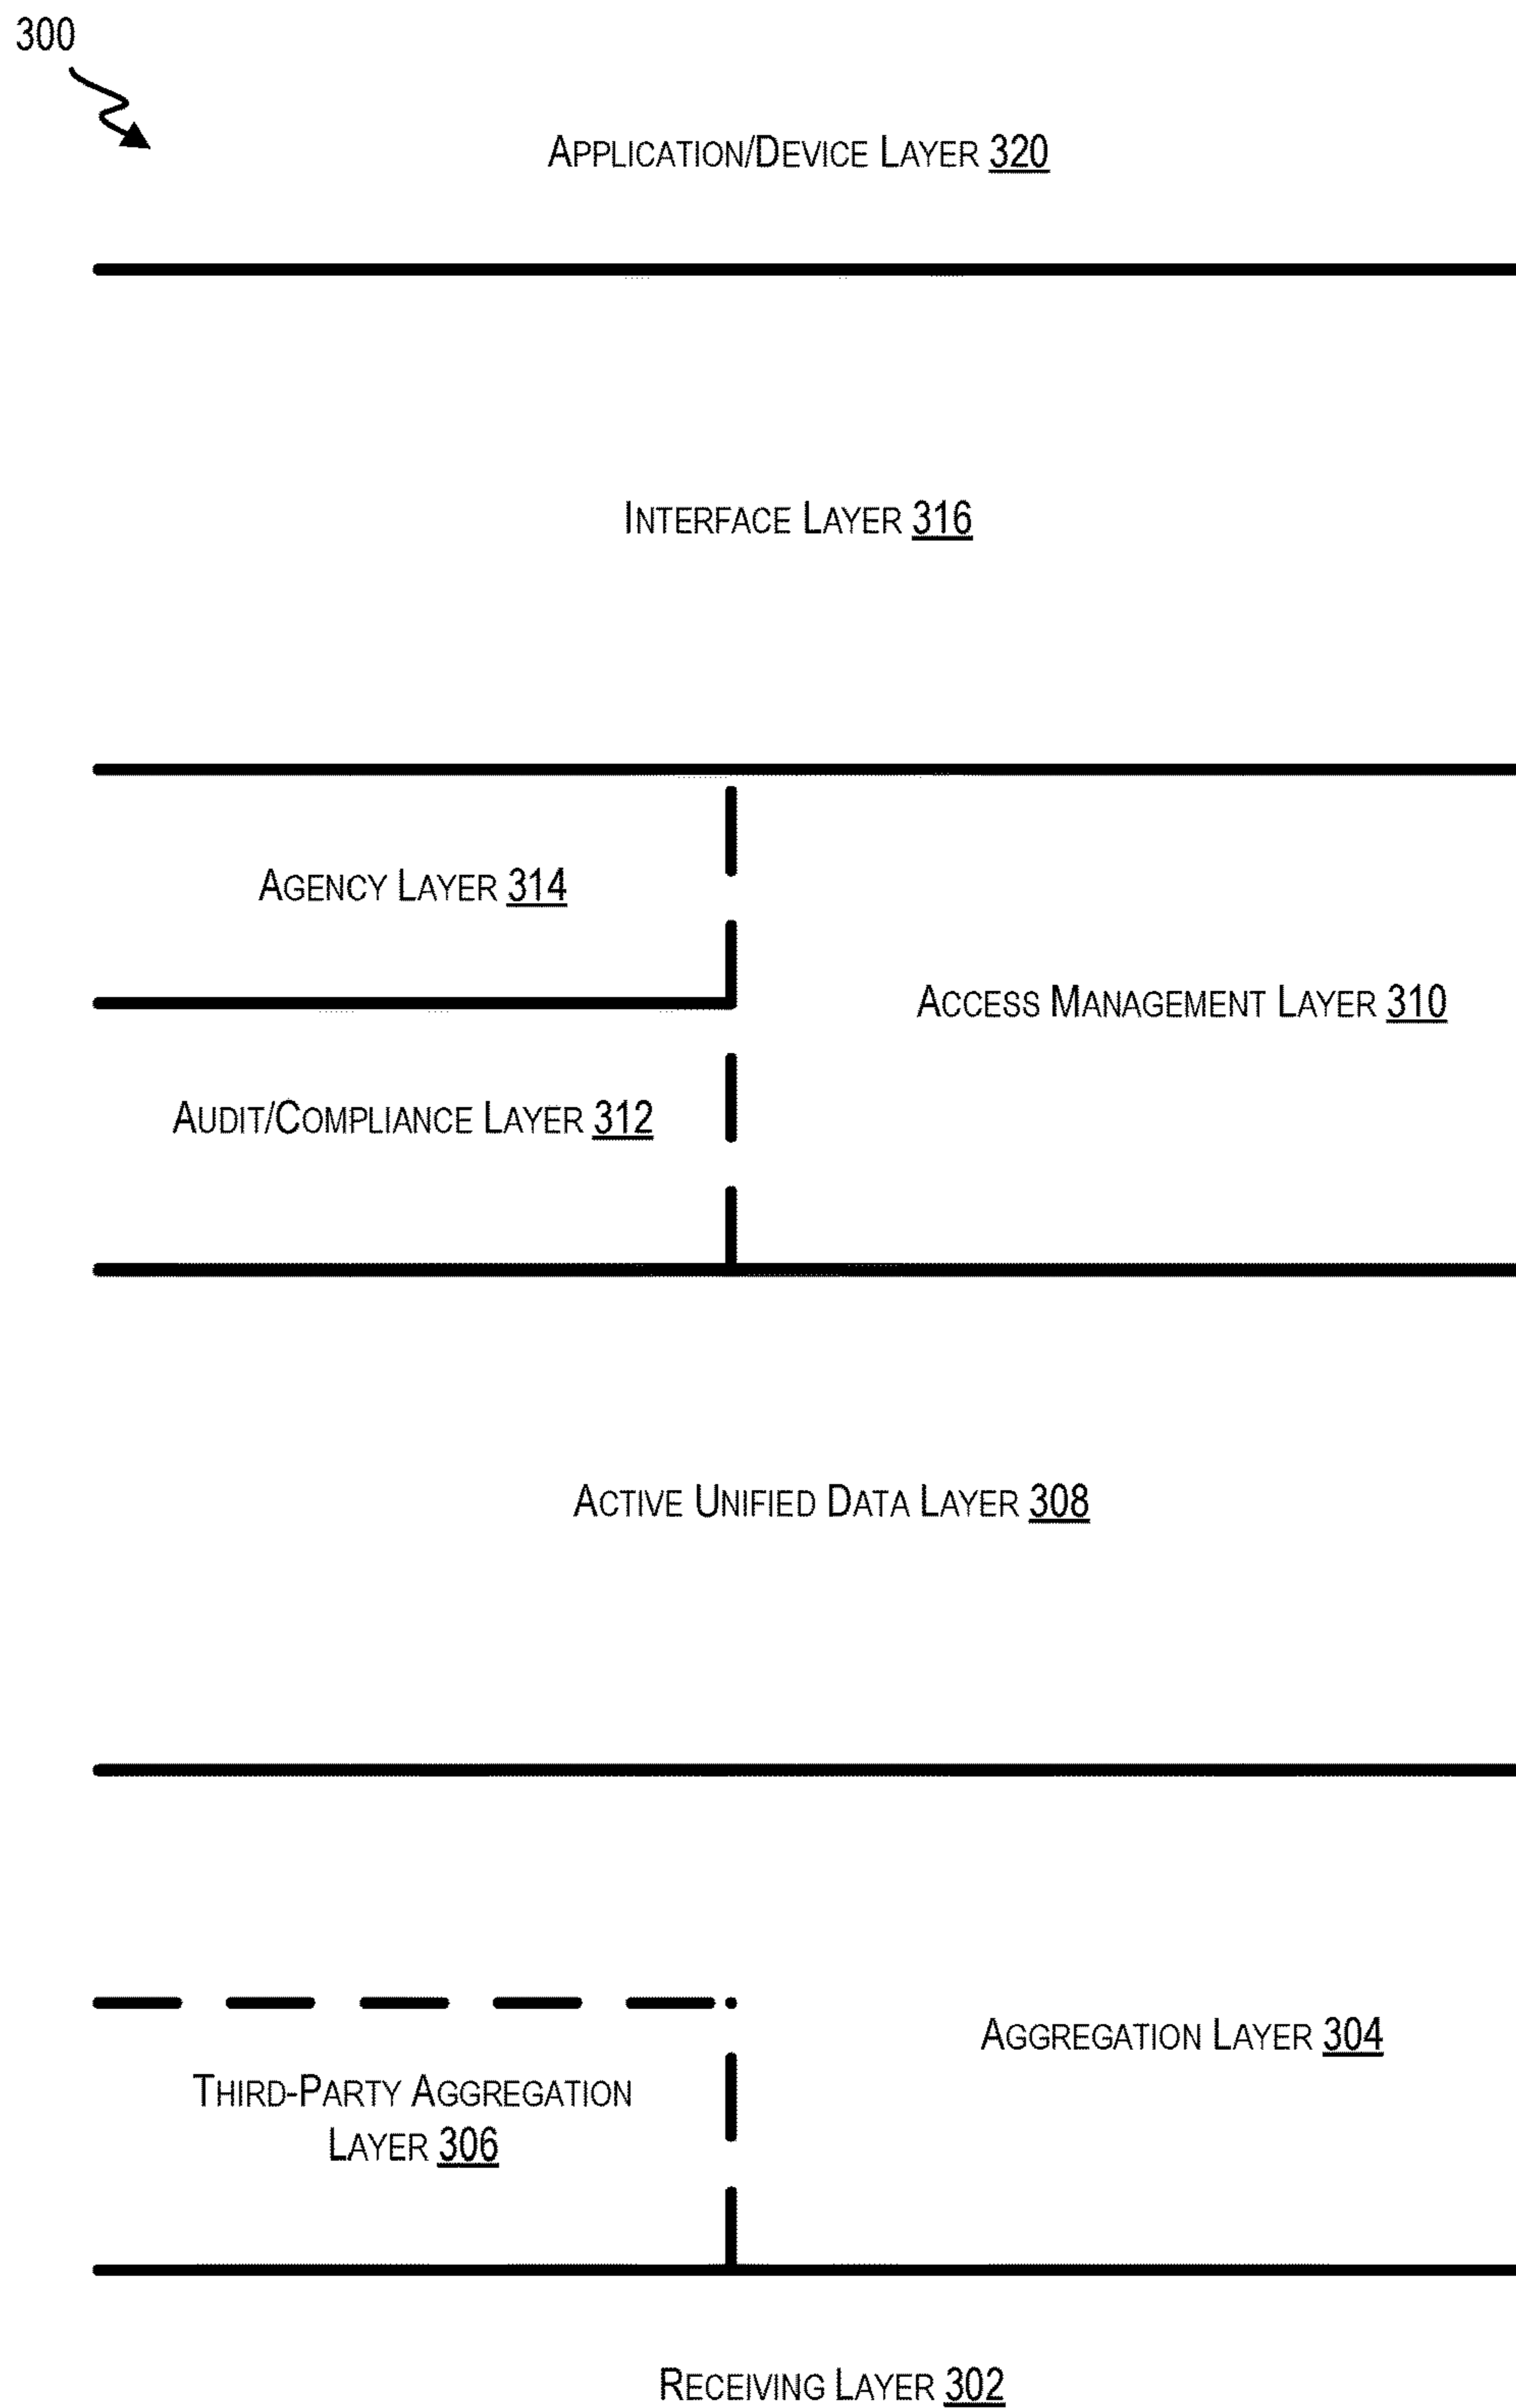 300
APPLICATION/DEVICE LAYER 320
INTERFACE LAYER 316
AGENCY LAYER 314
ACCESS MANAGEMENT LAYER 310
AUDIT/COMPLIANCE LAYER 312
ACTIVE UNIFIED DATA LAYER 308
AGGREGATION LAYER 304
THIRD-PARTY AGGREGATION
LAYER 306
RECEIVING LAYER 302